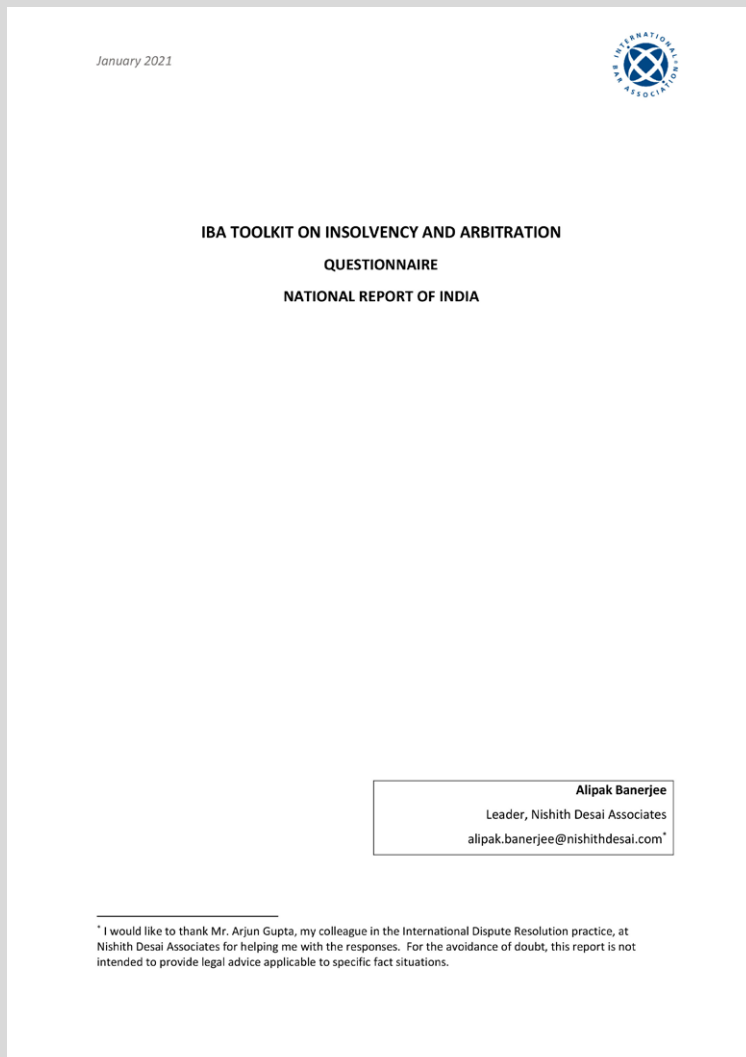 January 2021
INTERNATIONAL
BAR ASSOCIATION
IBA TOOLKIT ON INSOLVENCY AND ARBITRATION
QUESTIONNAIRE
NATIONAL REPORT OF INDIA
Alipak Banerjee
Leader, Nishith Desai Associates
alipak.banerjee@nishithdesai.com*
* I would like to thank Mr. Arjun Gupta, my colleague in the International Dispute Resolution practice, at
Nishith Desai Associates for helping me with the responses. For the avoidance of doubt, this report is not
intended to provide legal advice applicable to specific fact situations.